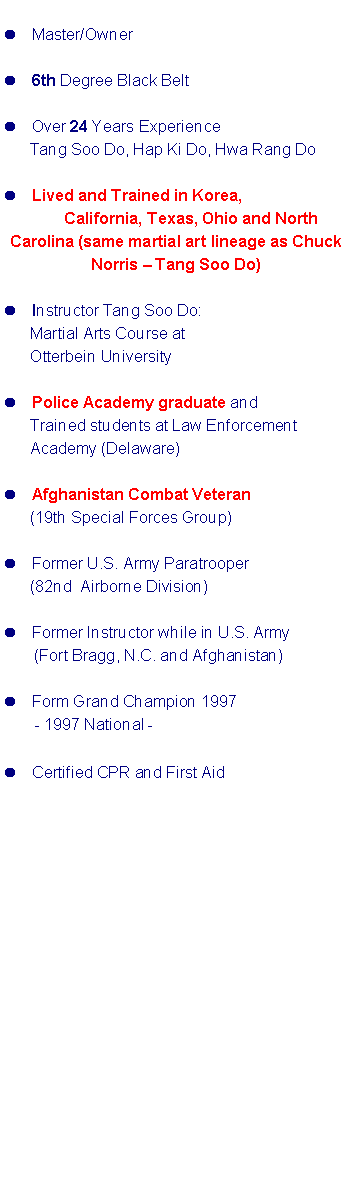 ● Master/Owner
● 6th Degree Black Belt
● Over 24 Years Experience
Tang Soo Do, Hap Ki Do, Hwa Rang Do
● Lived and Trained in Korea,
California, Texas, Ohio and North
Carolina (same martial art lineage as Chuck
Norris – Tang Soo Do)
● Instructor Tang Soo Do:
Martial Arts Course at
Otterbein University
● Police Academy graduate and
Trained students at Law Enforcement
Academy (Delaware)
● Afghanistan Combat Veteran
(19th Special Forces Group)
● Former U.S. Army Paratrooper
(82nd Airborne Division)
● Former Instructor while in U.S. Army
(Fort Bragg, N.C. and Afghanistan)
● Form Grand Champion 1997
- 1997 National -
● Certified CPR and First Aid